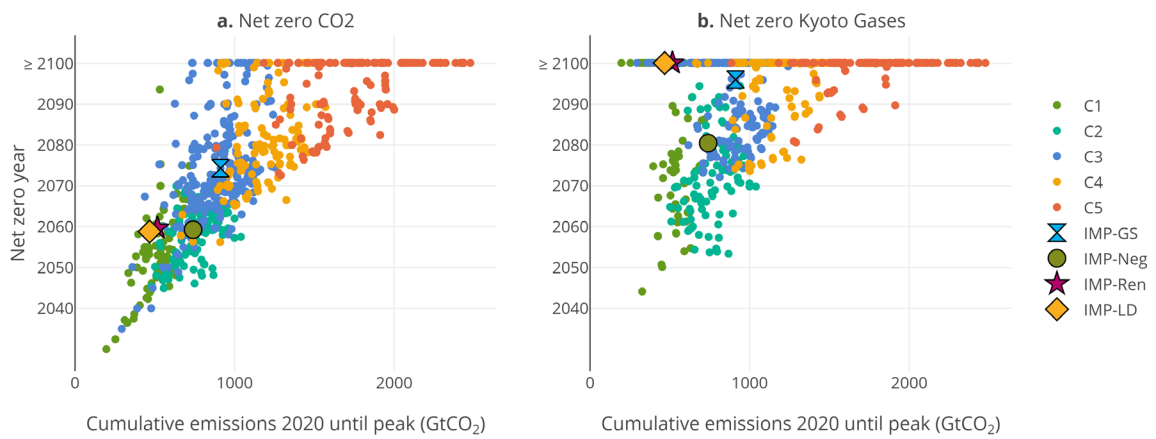 a. Net zero CO2
b. Net zero Kyoto Gases
Net zero year
≥ 2100
2090
2080
2070
2060
2050
2040
0
1000
2000
Cumulative emissions 2020 until peak (GtCO₂)
≥ 2100
2090
2080
2070
2060
2050
2040
0
1000
2000
Cumulative emissions 2020 until peak (GtCO₂)
C1
C2
C3
C4
C5
IMP-GS
IMP-Neg
IMP-Ren
IMP-LD